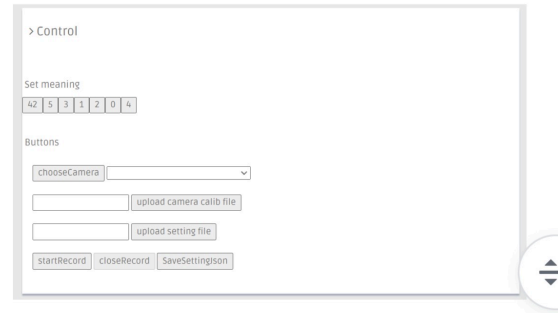 > Control
Set meaning
42 5 3 1 2 0 4
Buttons
chooseCamera
upload camera calib file
upload setting file
startRecord closeRecord SaveSettingJson